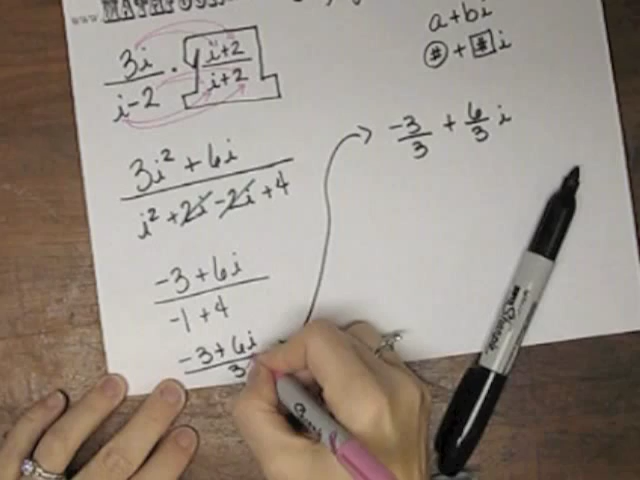 www.
a+bi
# + # i
3i/(i-2) · (i+2)/(i+2)
(3i² + 6i)/(i² + 2i - 2i + 4)
(-3 + 6i)/(-1 + 4)
(-3 + 6i)/3
-3/3 + 6/3 i